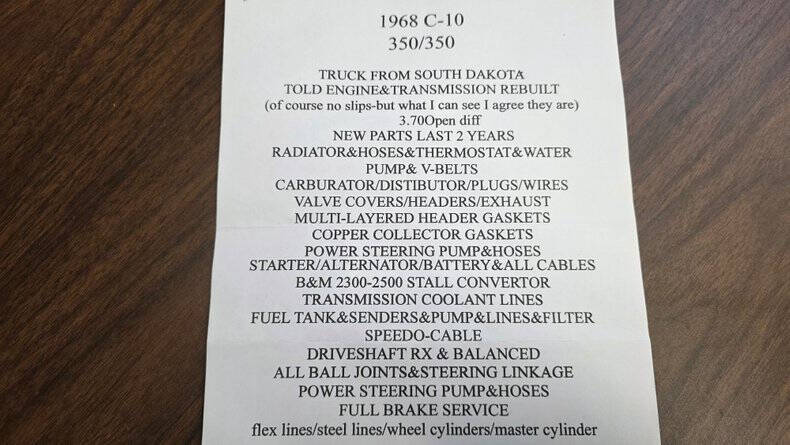 1968 C-10
350/350
TRUCK FROM SOUTH DAKOTA
TOLD ENGINE&TRANSMISSION REBUILT
(of course no slips-but what I can see I agree they are)
3.70Open diff
NEW PARTS LAST 2 YEARS
RADIATOR&HOSES&THERMOSTAT&WATER
PUMP& V-BELTS
CARBURATOR/DISTIBUTOR/PLUGS/WIRES
VALVE COVERS/HEADERS/EXHAUST
MULTI-LAYERED HEADER GASKETS
COPPER COLLECTOR GASKETS
POWER STEERING PUMP&HOSES
STARTER/ALTERNATOR/BATTERY&ALL CABLES
B&M 2300-2500 STALL CONVERTOR
TRANSMISSION COOLANT LINES
FUEL TANK&SENDERS&PUMP&LINES&FILTER
SPEEDO-CABLE
DRIVESHAFT RX & BALANCED
ALL BALL JOINTS&STEERING LINKAGE
POWER STEERING PUMP&HOSES
FULL BRAKE SERVICE
flex lines/steel lines/wheel cylinders/master cylinder